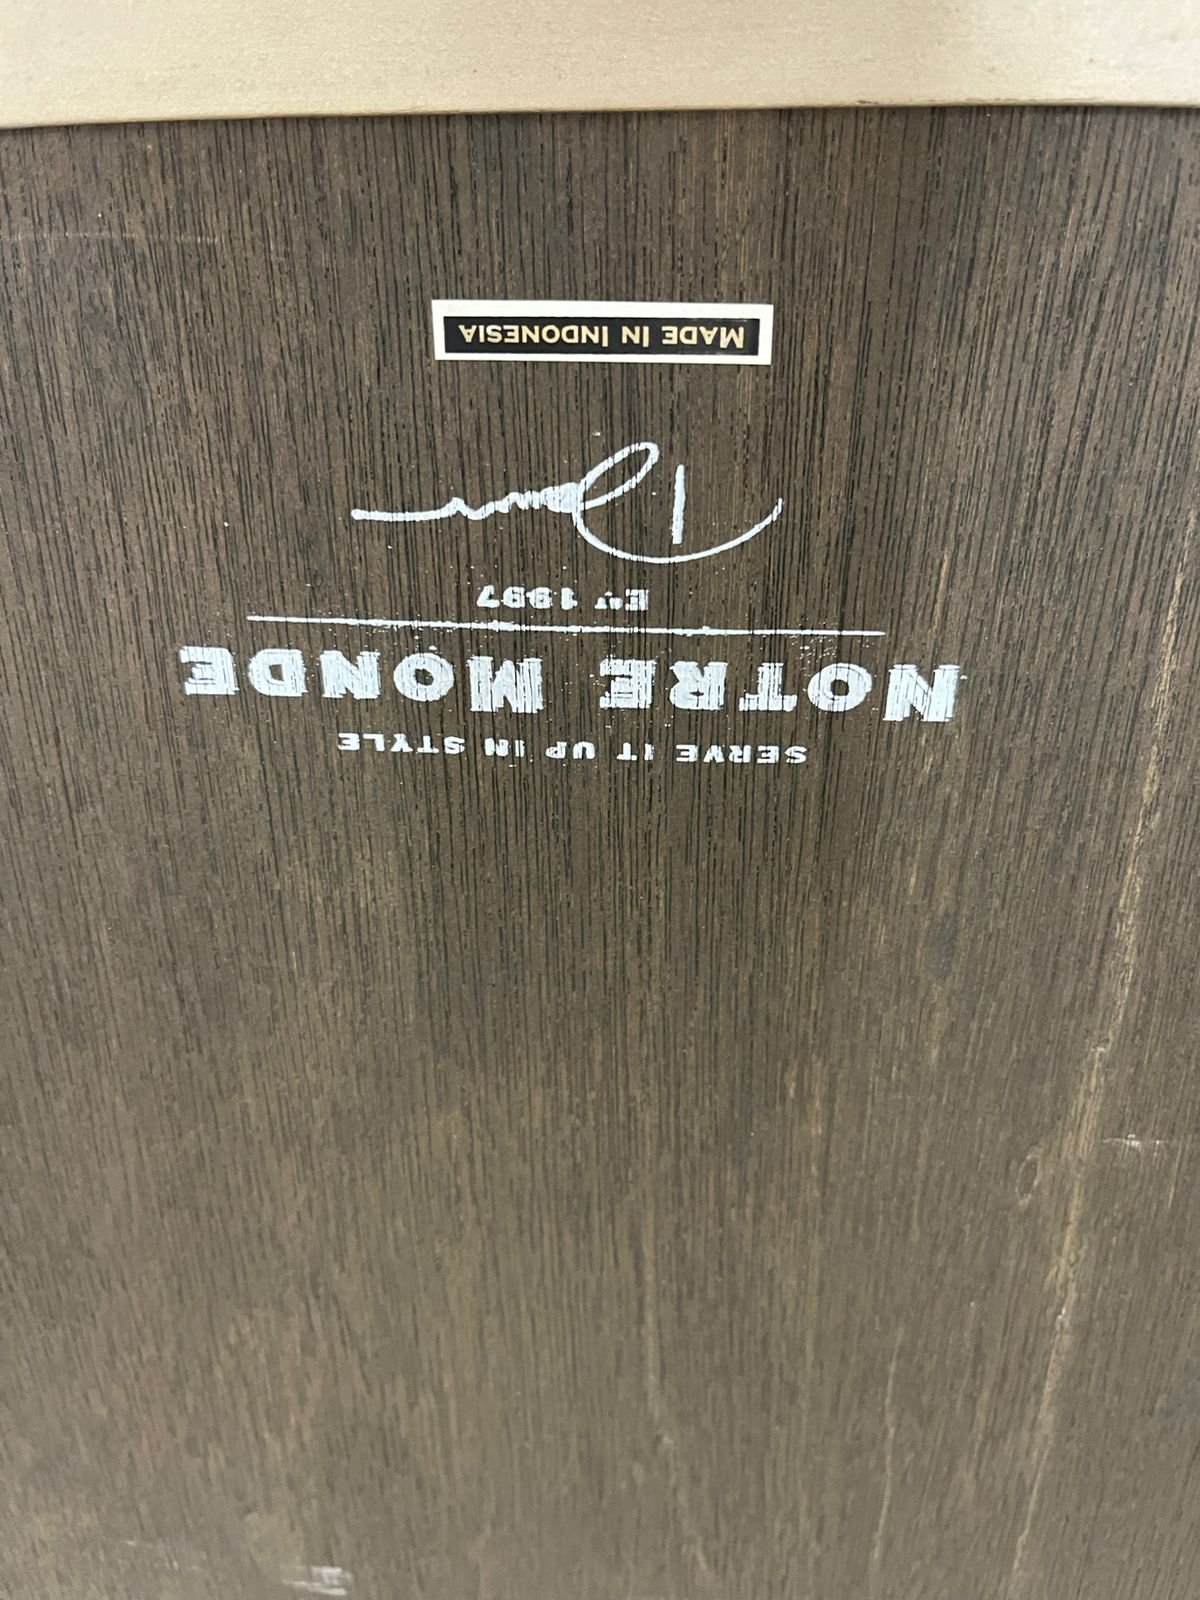 SERVE IT UP IN STYLE
NOTRE MONDE
EST 1997
MADE IN INDONESIA